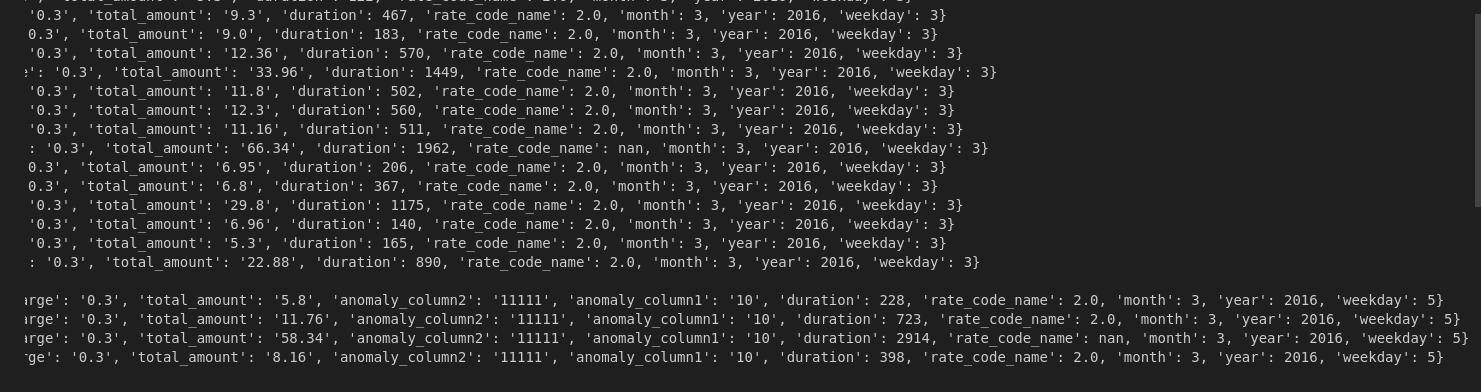 '0.3', 'total_amount': '9.3', 'duration': 467, 'rate_code_name': 2.0, 'month': 3, 'year': 2016, 'weekday': 3}
0.3', 'total_amount': '9.0', 'duration': 183, 'rate_code_name': 2.0, 'month': 3, 'year': 2016, 'weekday': 3}
'0.3', 'total_amount': '12.36', 'duration': 570, 'rate_code_name': 2.0, 'month': 3, 'year': 2016, 'weekday': 3}
e': '0.3', 'total_amount': '33.96', 'duration': 1449, 'rate_code_name': 2.0, 'month': 3, 'year': 2016, 'weekday': 3}
'0.3', 'total_amount': '11.8', 'duration': 502, 'rate_code_name': 2.0, 'month': 3, 'year': 2016, 'weekday': 3}
'0.3', 'total_amount': '12.3', 'duration': 560, 'rate_code_name': 2.0, 'month': 3, 'year': 2016, 'weekday': 3}
'0.3', 'total_amount': '11.16', 'duration': 511, 'rate_code_name': 2.0, 'month': 3, 'year': 2016, 'weekday': 3}
: '0.3', 'total_amount': '66.34', 'duration': 1962, 'rate_code_name': nan, 'month': 3, 'year': 2016, 'weekday': 3}
0.3', 'total_amount': '6.95', 'duration': 206, 'rate_code_name': 2.0, 'month': 3, 'year': 2016, 'weekday': 3}
0.3', 'total_amount': '6.8', 'duration': 367, 'rate_code_name': 2.0, 'month': 3, 'year': 2016, 'weekday': 3}
'0.3', 'total_amount': '29.8', 'duration': 1175, 'rate_code_name': 2.0, 'month': 3, 'year': 2016, 'weekday': 3}
'0.3', 'total_amount': '6.96', 'duration': 140, 'rate_code_name': 2.0, 'month': 3, 'year': 2016, 'weekday': 3}
'0.3', 'total_amount': '5.3', 'duration': 165, 'rate_code_name': 2.0, 'month': 3, 'year': 2016, 'weekday': 3}
: '0.3', 'total_amount': '22.88', 'duration': 890, 'rate_code_name': 2.0, 'month': 3, 'year': 2016, 'weekday': 3}
arge': '0.3', 'total_amount': '5.8', 'anomaly_column2': '11111', 'anomaly_column1': '10', 'duration': 228, 'rate_code_name': 2.0, 'month': 3, 'year': 2016, 'weekday': 5}
arge': '0.3', 'total_amount': '11.76', 'anomaly_column2': '11111', 'anomaly_column1': '10', 'duration': 723, 'rate_code_name': 2.0, 'month': 3, 'year': 2016, 'weekday': 5}
arge': '0.3', 'total_amount': '58.34', 'anomaly_column2': '11111', 'anomaly_column1': '10', 'duration': 2914, 'rate_code_name': nan, 'month': 3, 'year': 2016, 'weekday': 5}
rge': '0.3', 'total_amount': '8.16', 'anomaly_column2': '11111', 'anomaly_column1': '10', 'duration': 398, 'rate_code_name': 2.0, 'month': 3, 'year': 2016, 'weekday': 5}